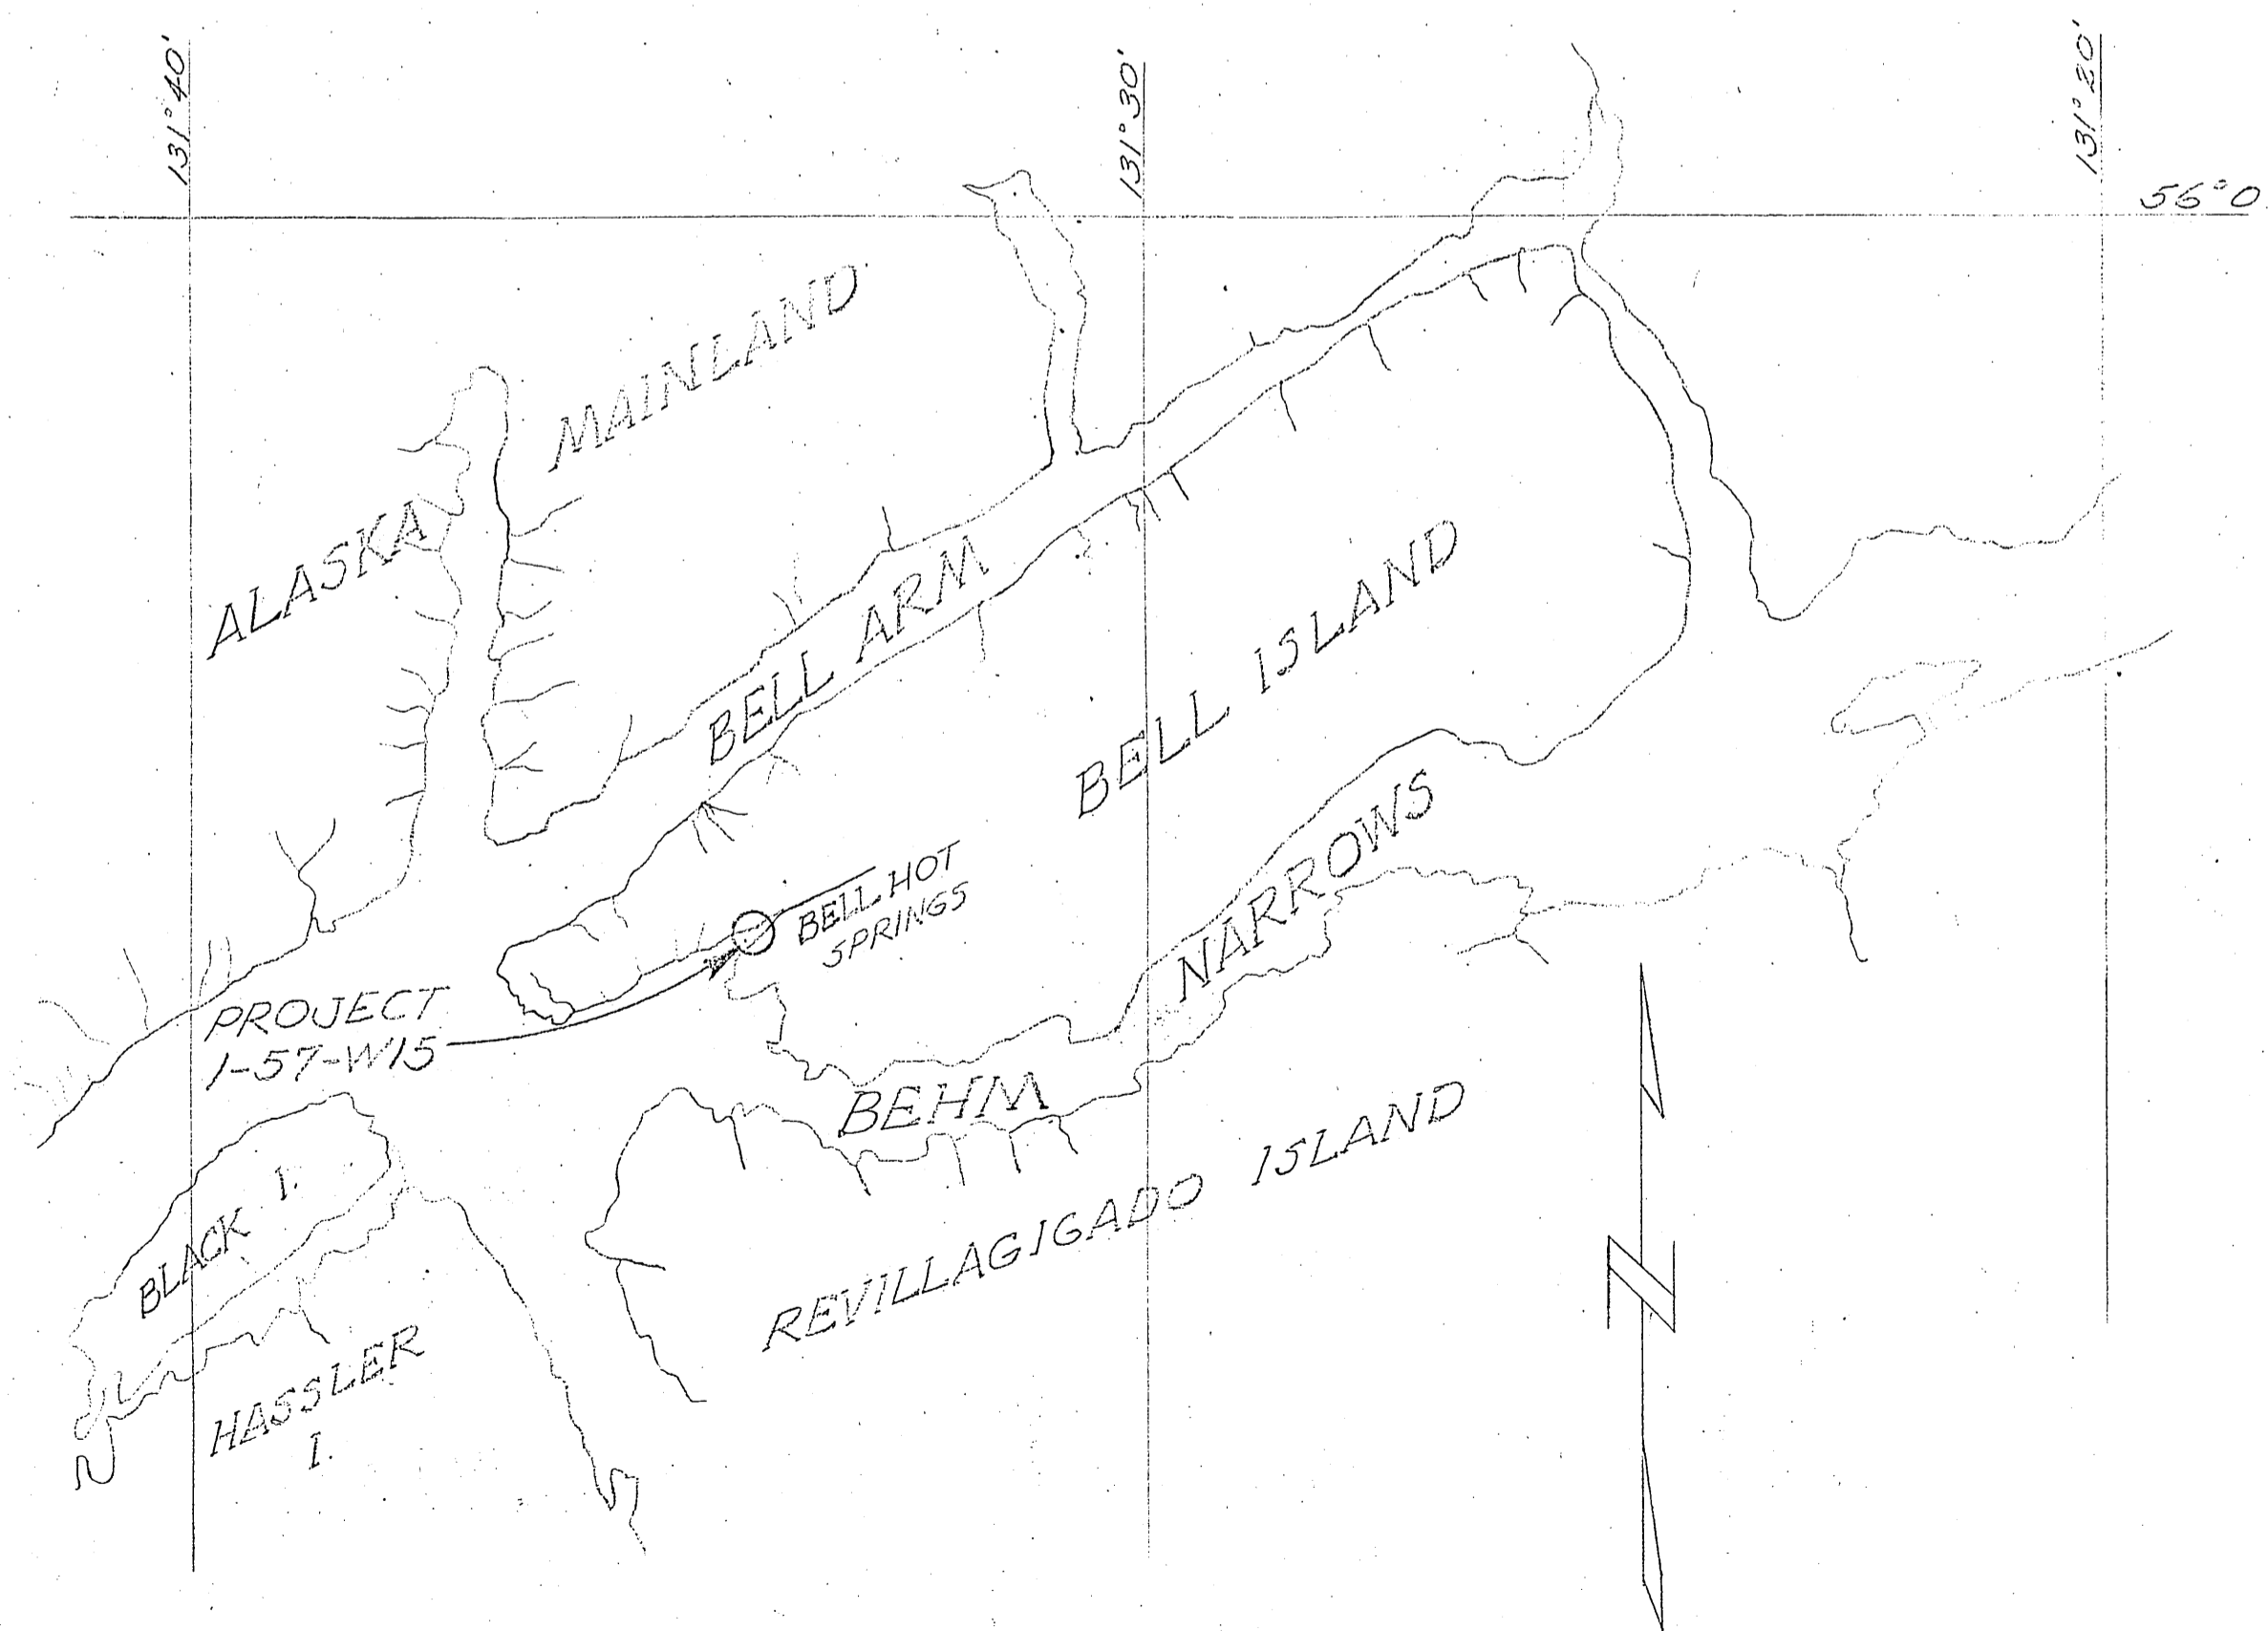 131°40'
131°30'
131°20'
56°0
ALASKA MAINLAND
BELL ARM
BELL ISLAND
BELL HOT
SPRINGS
NARROWS
PROJECT
1-57-W15
BEHM
BLACK I.
REVILLAGIGADO ISLAND
HASSLER
I.
N